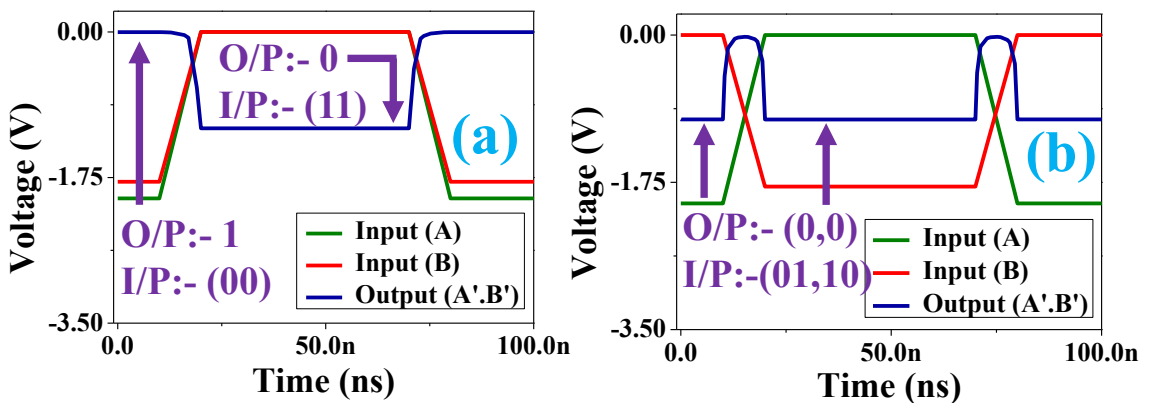 Voltage (V)
0.00
-1.75
-3.50
O/P:- 0
I/P:- (11)
(a)
O/P:- 1
I/P:- (00)
Input (A)
Input (B)
Output (A'.B')
0.0
50.0n
100.0n
Time (ns)
Voltage (V)
0.00
-1.75
-3.50
(b)
O/P:- (0,0)
I/P:-(01,10)
Input (A)
Input (B)
Output (A'.B')
0.0
50.0n
100.0n
Time (ns)